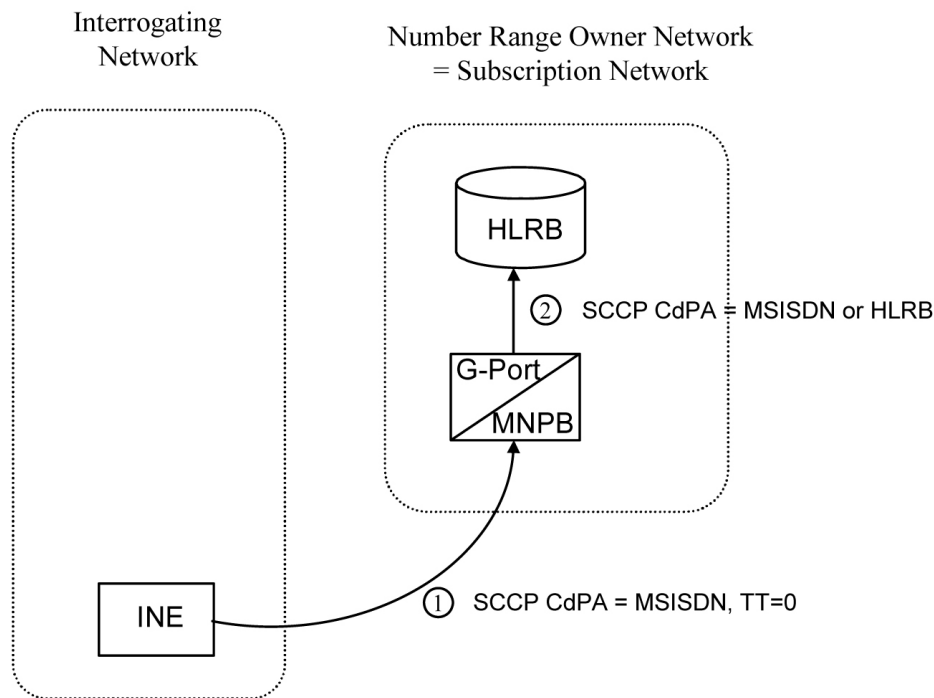 Interrogating
Network
Number Range Owner Network
= Subscription Network
HLRB
② SCCP CdPA = MSISDN or HLRB
G-Port
MNPB
① SCCP CdPA = MSISDN, TT=0
INE